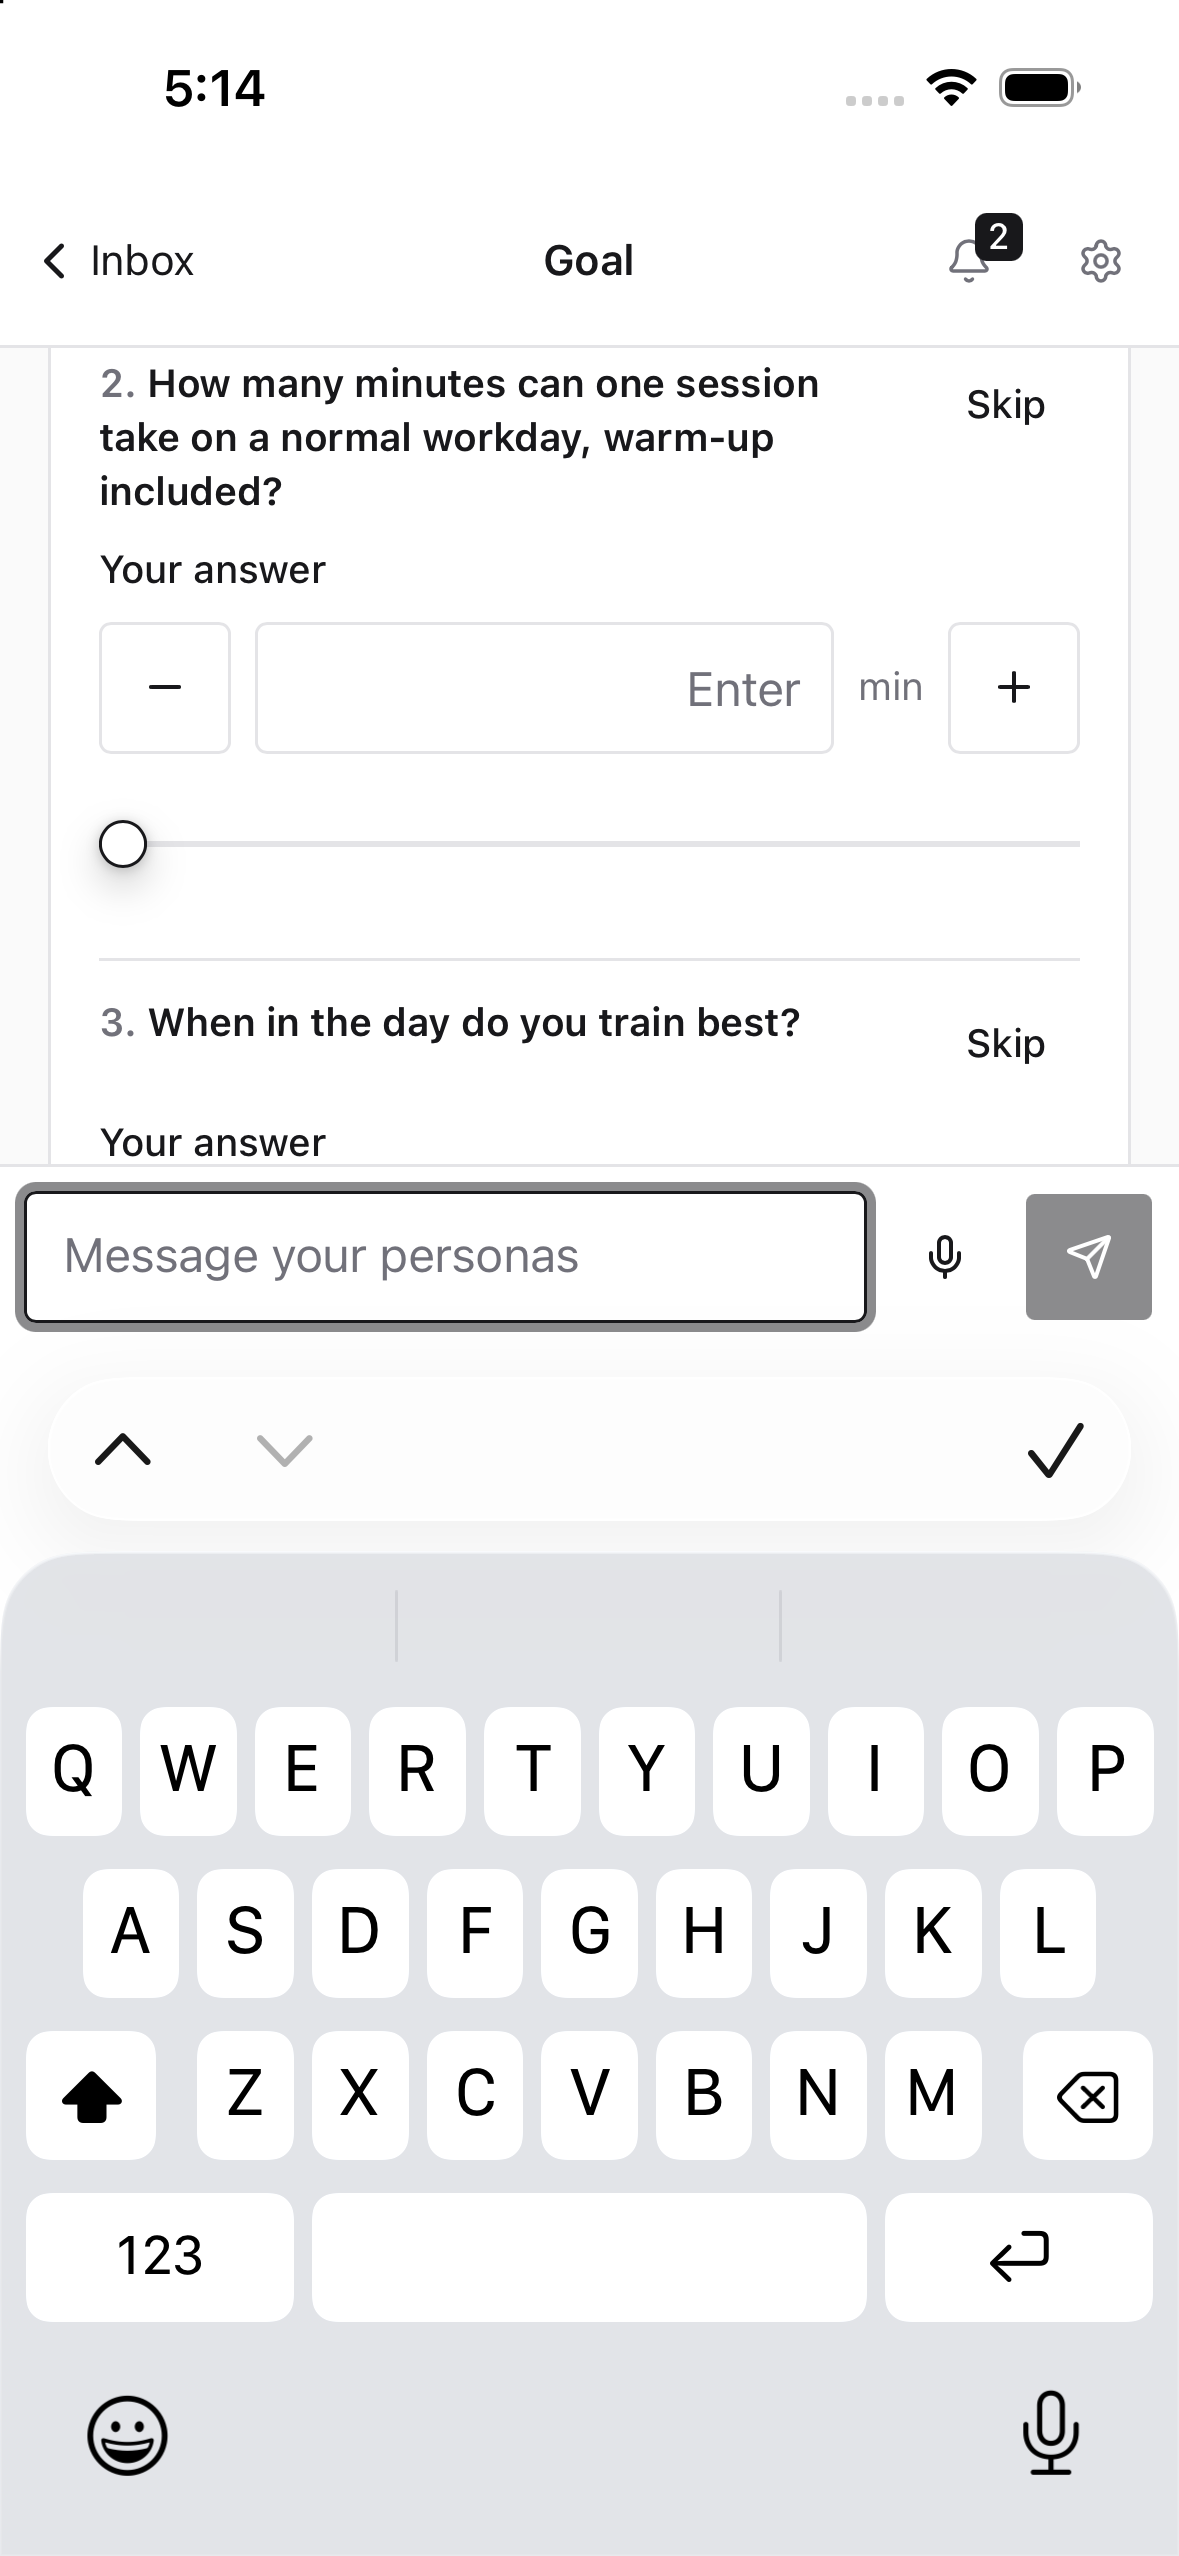 5:14
Inbox
Goal
2
2. How many minutes can one session
take on a normal workday, warm-up
included?
Skip
Your answer
Enter
min
3. When in the day do you train best?
Skip
Your answer
Message your personas
Q W E R T Y U I O P
A S D F G H J K L
Z X C V B N M
123